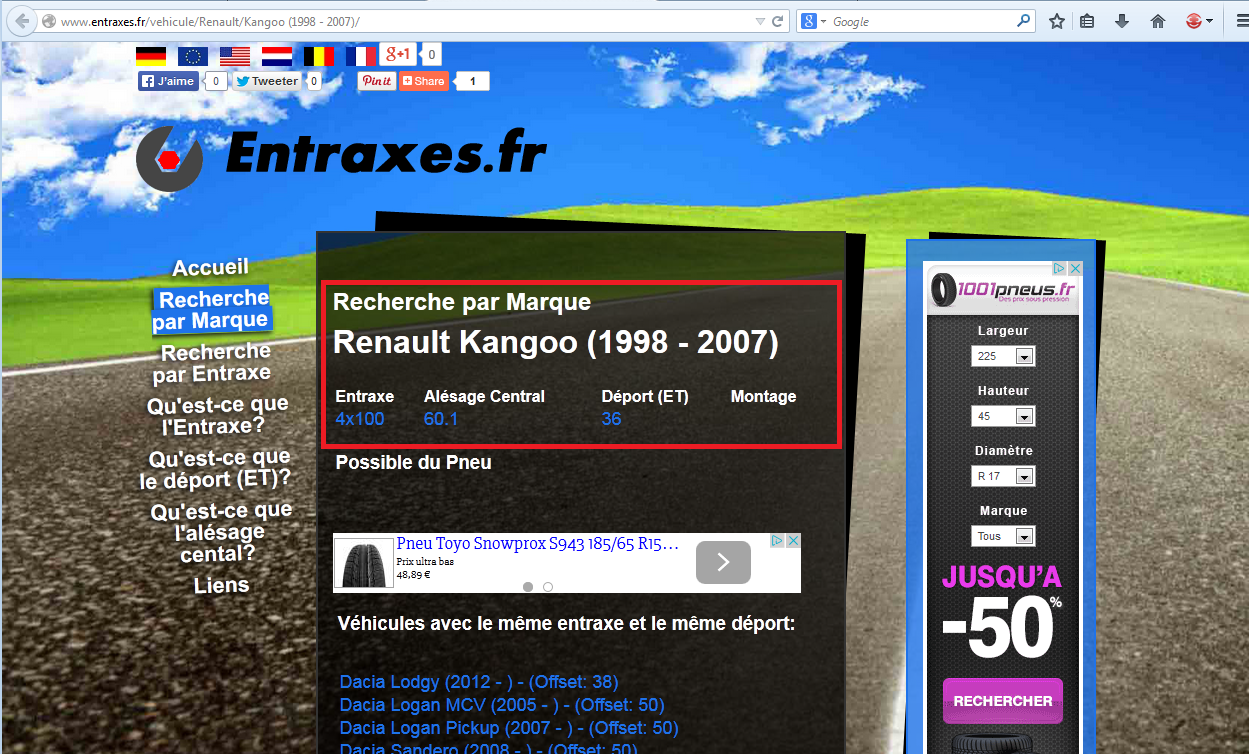 www.entraxes.fr/vehicule/Renault/Kangoo (1998 - 2007)/
Google
+1 0
J'aime 0 Tweeter 0 Pinit Share 1
Entraxes.fr
Accueil
Recherche
par Marque
Recherche
par Entraxe
Qu'est-ce que
l'Entraxe?
Qu'est-ce que
le déport (ET)?
Qu'est-ce que
l'alésage
cental?
Liens
Recherche par Marque
Renault Kangoo (1998 - 2007)
Entraxe Alésage Central Déport (ET) Montage
4x100 60.1 36
Possible du Pneu
Pneu Toyo Snowprox S943 185/65 R15...
Prix ultra bas
48,89 €
Véhicules avec le même entraxe et le même déport:
Dacia Lodgy (2012 - ) - (Offset: 38)
Dacia Logan MCV (2005 - ) - (Offset: 50)
Dacia Logan Pickup (2007 - ) - (Offset: 50)
Dacia Sandero (2008 - ) - (Offset: 50)
1001pneus.fr
Des prix sous pression
Largeur
225
Hauteur
45
Diamètre
R 17
Marque
Tous
JUSQU'A
-50%
RECHERCHER